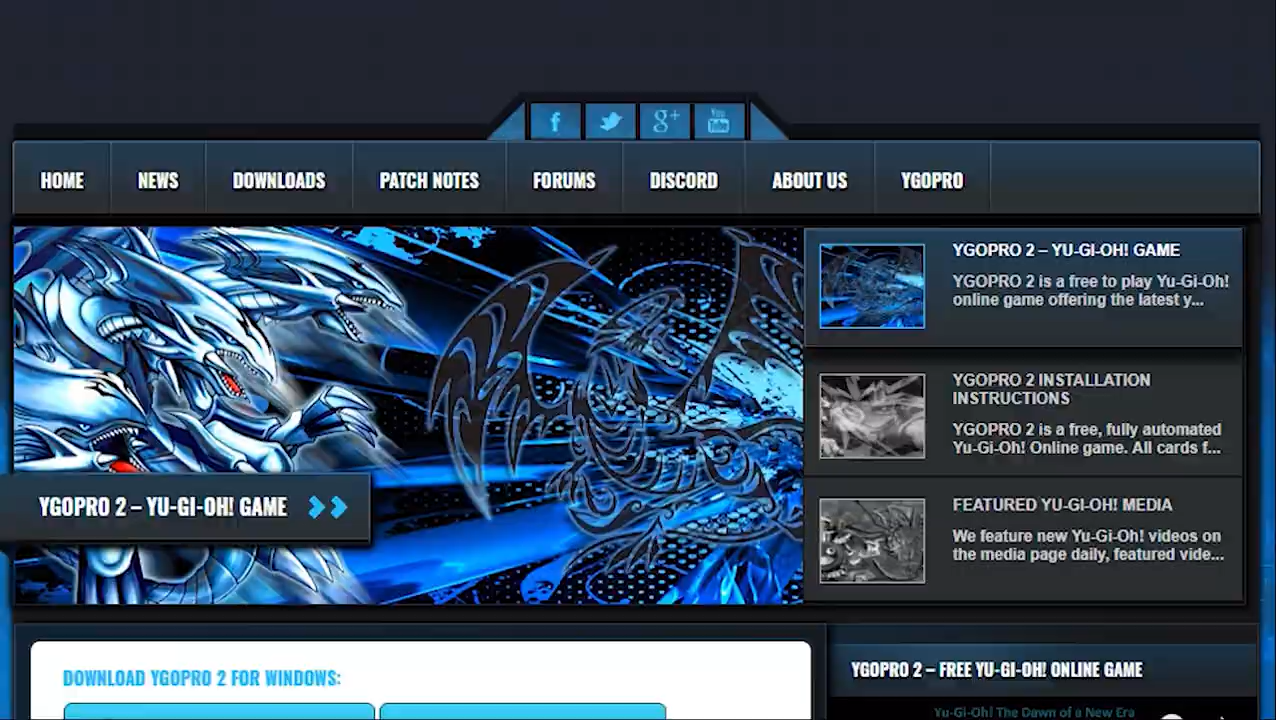 f
g+
You
Tube
HOME
NEWS
DOWNLOADS
PATCH NOTES
FORUMS
DISCORD
ABOUT US
YGOPRO
YGOPRO 2 – YU-GI-OH! GAME
YGOPRO 2 is a free to play Yu-Gi-Oh!
online game offering the latest y...
YGOPRO 2 INSTALLATION
INSTRUCTIONS
YGOPRO 2 is a free, fully automated
Yu-Gi-Oh! Online game. All cards f...
FEATURED YU-GI-OH! MEDIA
We feature new Yu-Gi-Oh! videos on
the media page daily, featured vide...
YGOPRO 2 – YU-GI-OH! GAME
DOWNLOAD YGOPRO 2 FOR WINDOWS:
YGOPRO 2 – FREE YU-GI-OH! ONLINE GAME
Yu-Gi-Oh! The Dawn of a New Era